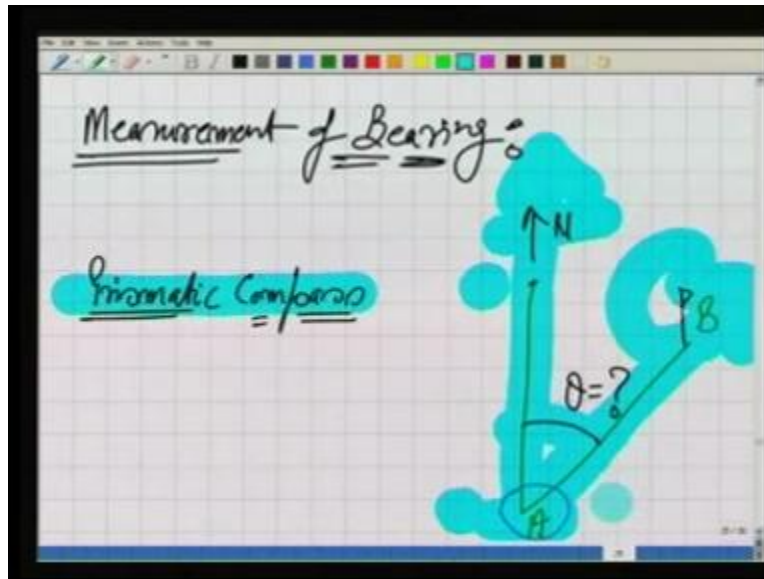 Measurement of Bearing:
N
Prismatic Compass
B
θ=?
A